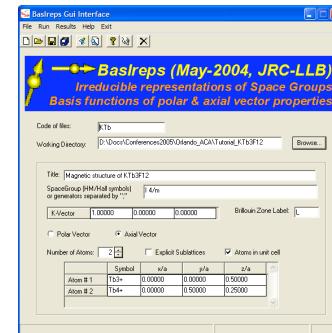 BasIreps Gui Interface
File Run Results Help Exit
BasIreps (May-2004, JRC-LLB)
Irreducible representations of Space Groups
Basis functions of polar & axial vector properties
Code of files: KTb
Working Directory: D:\Docs\Conferences2005\Orlando_ACA\Tutorial_KTb3F12 Browse...
Title: Magnetic structure of KTb3F12
SpaceGroup (HM/Hall symbols) or generators separated by ";" I 4/m
K-Vector 1.00000 0.00000 0.00000 Brillouin Zone Label: L
Polar Vector Axial Vector
Number of Atoms: 2 Explicit Sublattices Atoms in unit cell
Symbol x/a y/a z/a
Atom # 1 Tb3+ 0.00000 0.00000 0.50000
Atom # 2 Tb4+ 0.00000 0.50000 0.25000